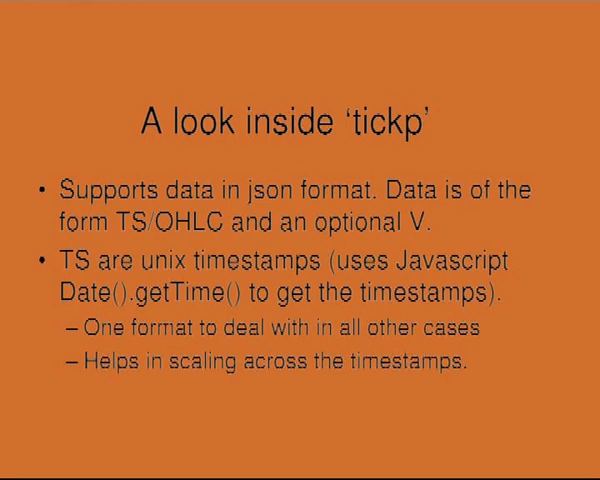 A look inside ‘tickp’
• Supports data in json format. Data is of the
form TS/OHLC and an optional V.
• TS are unix timestamps (uses Javascript
Date().getTime() to get the timestamps).
– One format to deal with in all other cases
– Helps in scaling across the timestamps.